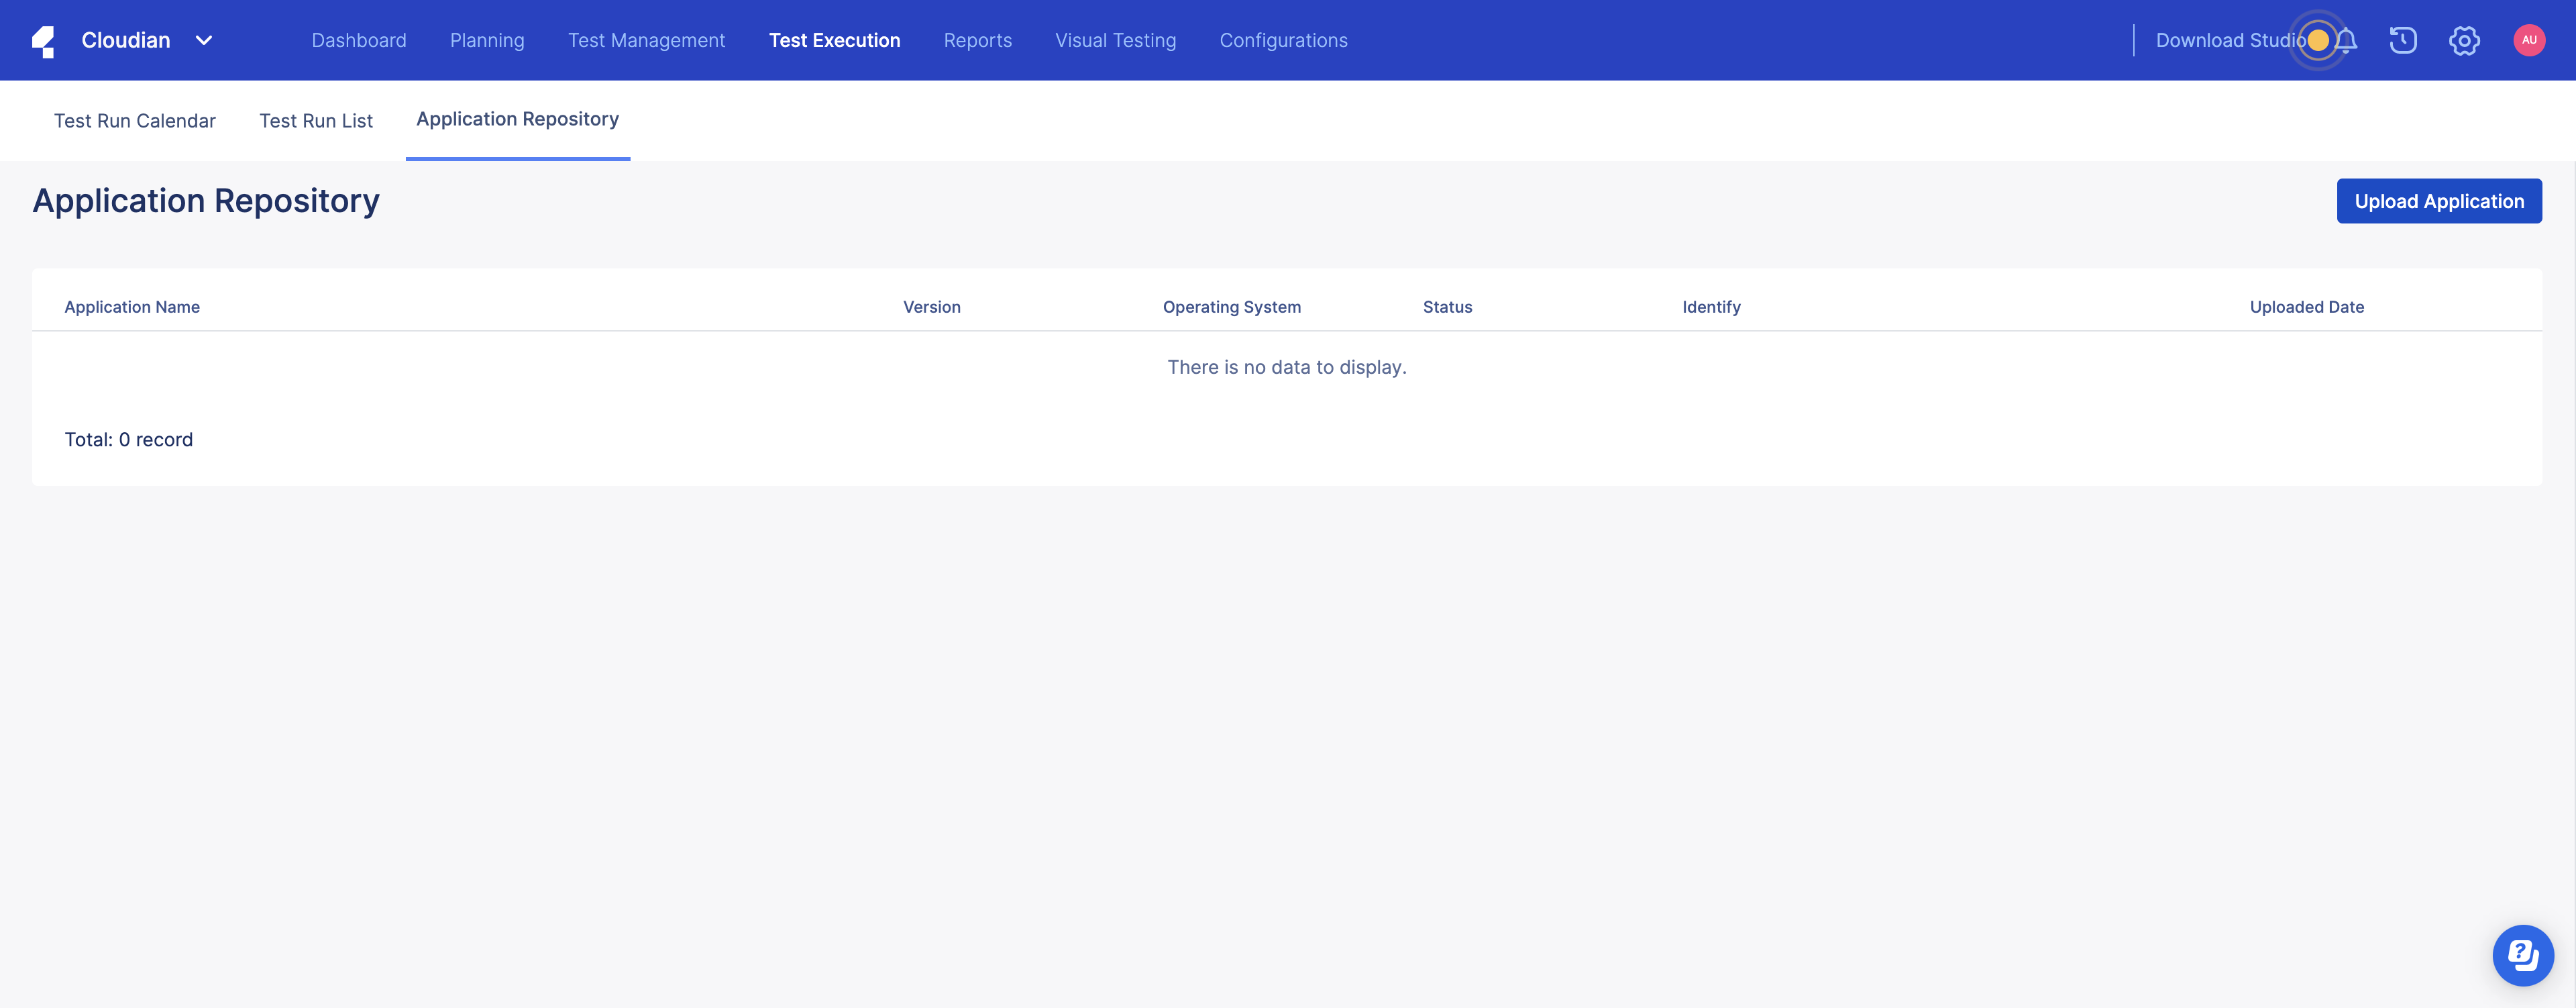 Cloudian Dashboard Planning Test Management Test Execution Reports Visual Testing Configurations Download Studio AU
Test Run Calendar Test Run List Application Repository
Application Repository Upload Application
Application Name Version Operating System Status Identify Uploaded Date
There is no data to display.
Total: 0 record
?